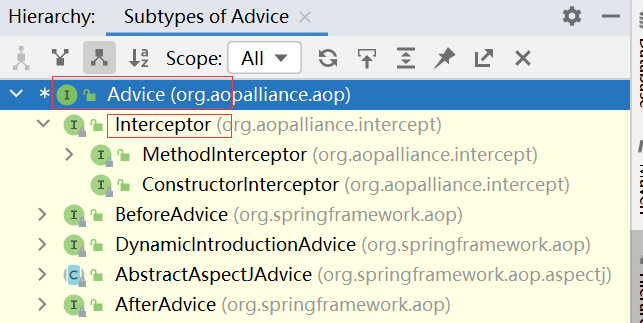 Hierarchy: Subtypes of Advice
Scope: All
* Advice (org.aopalliance.aop)
Interceptor (org.aopalliance.intercept)
MethodInterceptor (org.aopalliance.intercept)
ConstructorInterceptor (org.aopalliance.intercept)
BeforeAdvice (org.springframework.aop)
DynamicIntroductionAdvice (org.springframework.aop)
AbstractAspectJAdvice (org.springframework.aop.aspectj)
AfterAdvice (org.springframework.aop)